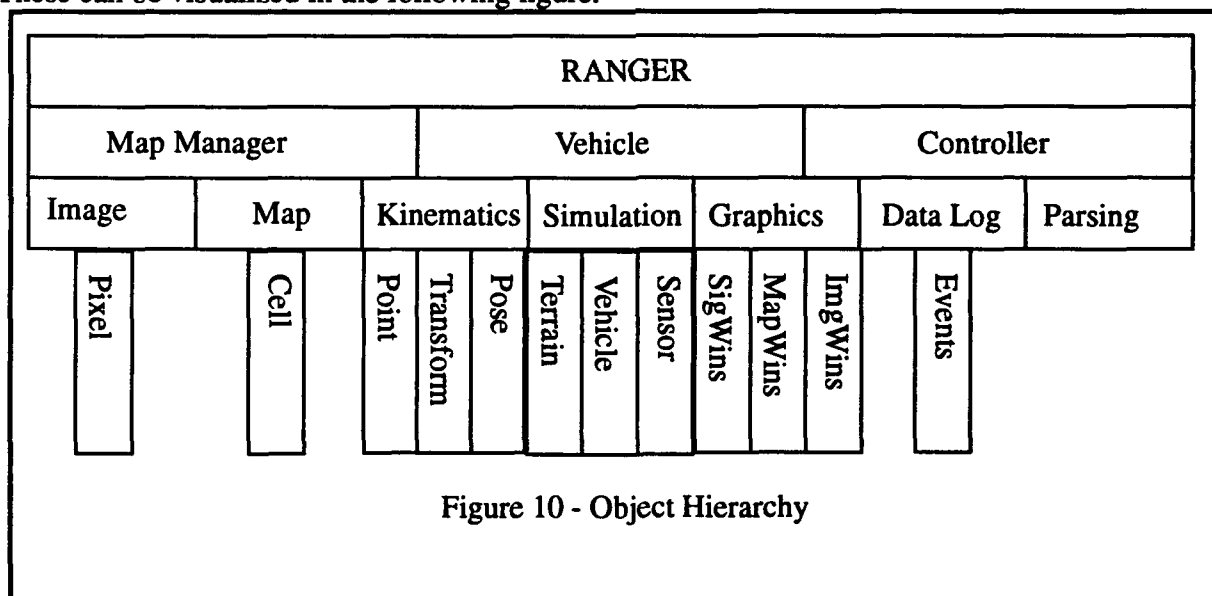 These can be visualized in the following figure.
RANGER
Map Manager Vehicle Controller
Image Map Kinematics Simulation Graphics Data Log Parsing
Pixel
Cell
Point
Transform
Pose
Terrain
Vehicle
Sensor
SigWins
MapWins
ImgWins
Events
Figure 10 - Object Hierarchy